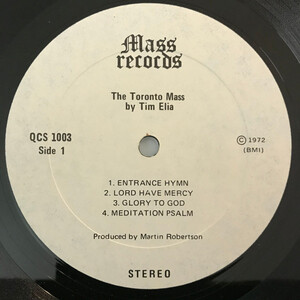 Mass
records
The Toronto Mass
by Tim Elia
QCS 1003
Side 1
© 1972
(BMI)
1. ENTRANCE HYMN
2. LORD HAVE MERCY
3. GLORY TO GOD
4. MEDITATION PSALM
Produced by Martin Robertson
STEREO